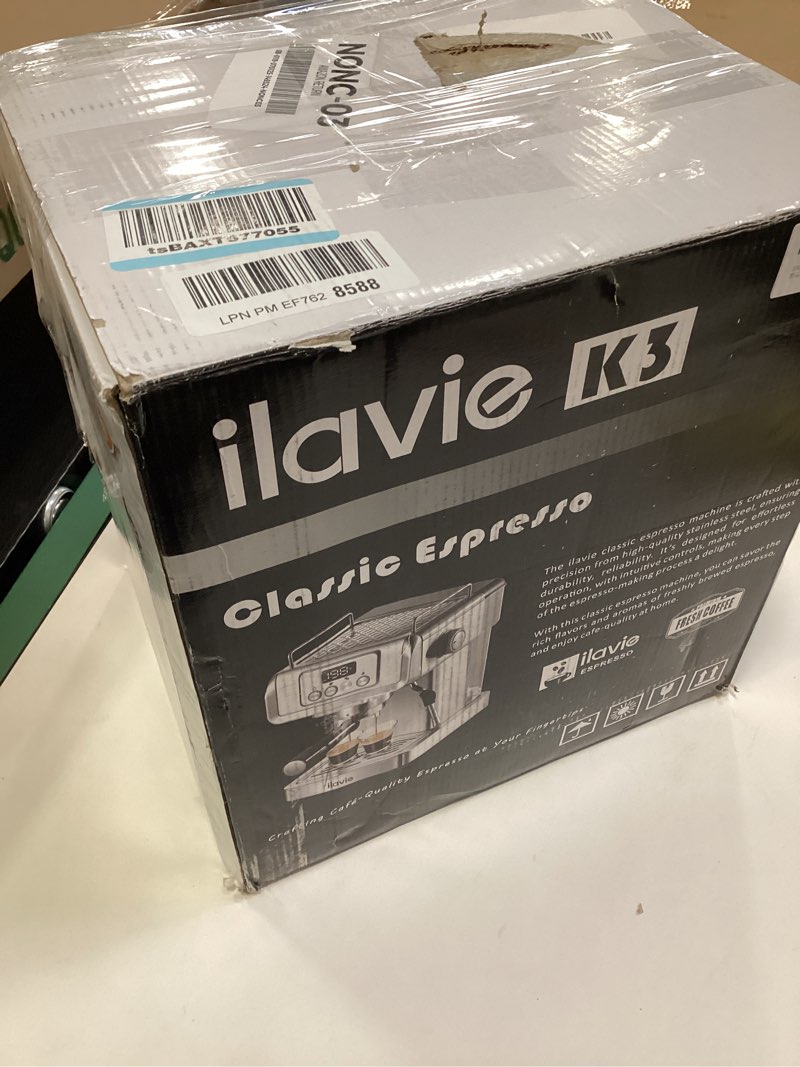 NONC-03
tsBAXT577055
LPN PM EF762 8588
ilavie K3
Classic Espresso
The ilavie classic espresso machine is crafted with
precision from high-quality stainless steel, ensuring
durability, reliability. It's designed for effortless
operation, with intuitive controls, making every step
of the espresso-making process a delight.
With this classic espresso machine, you can savor the
rich flavors and aromas of freshly brewed espresso,
and enjoy cafe-quality at home.
FRESH COFFEE
ilavie
ESPRESSO
198
ilavie
Crafting Café-Quality Espresso at Your Fingertips